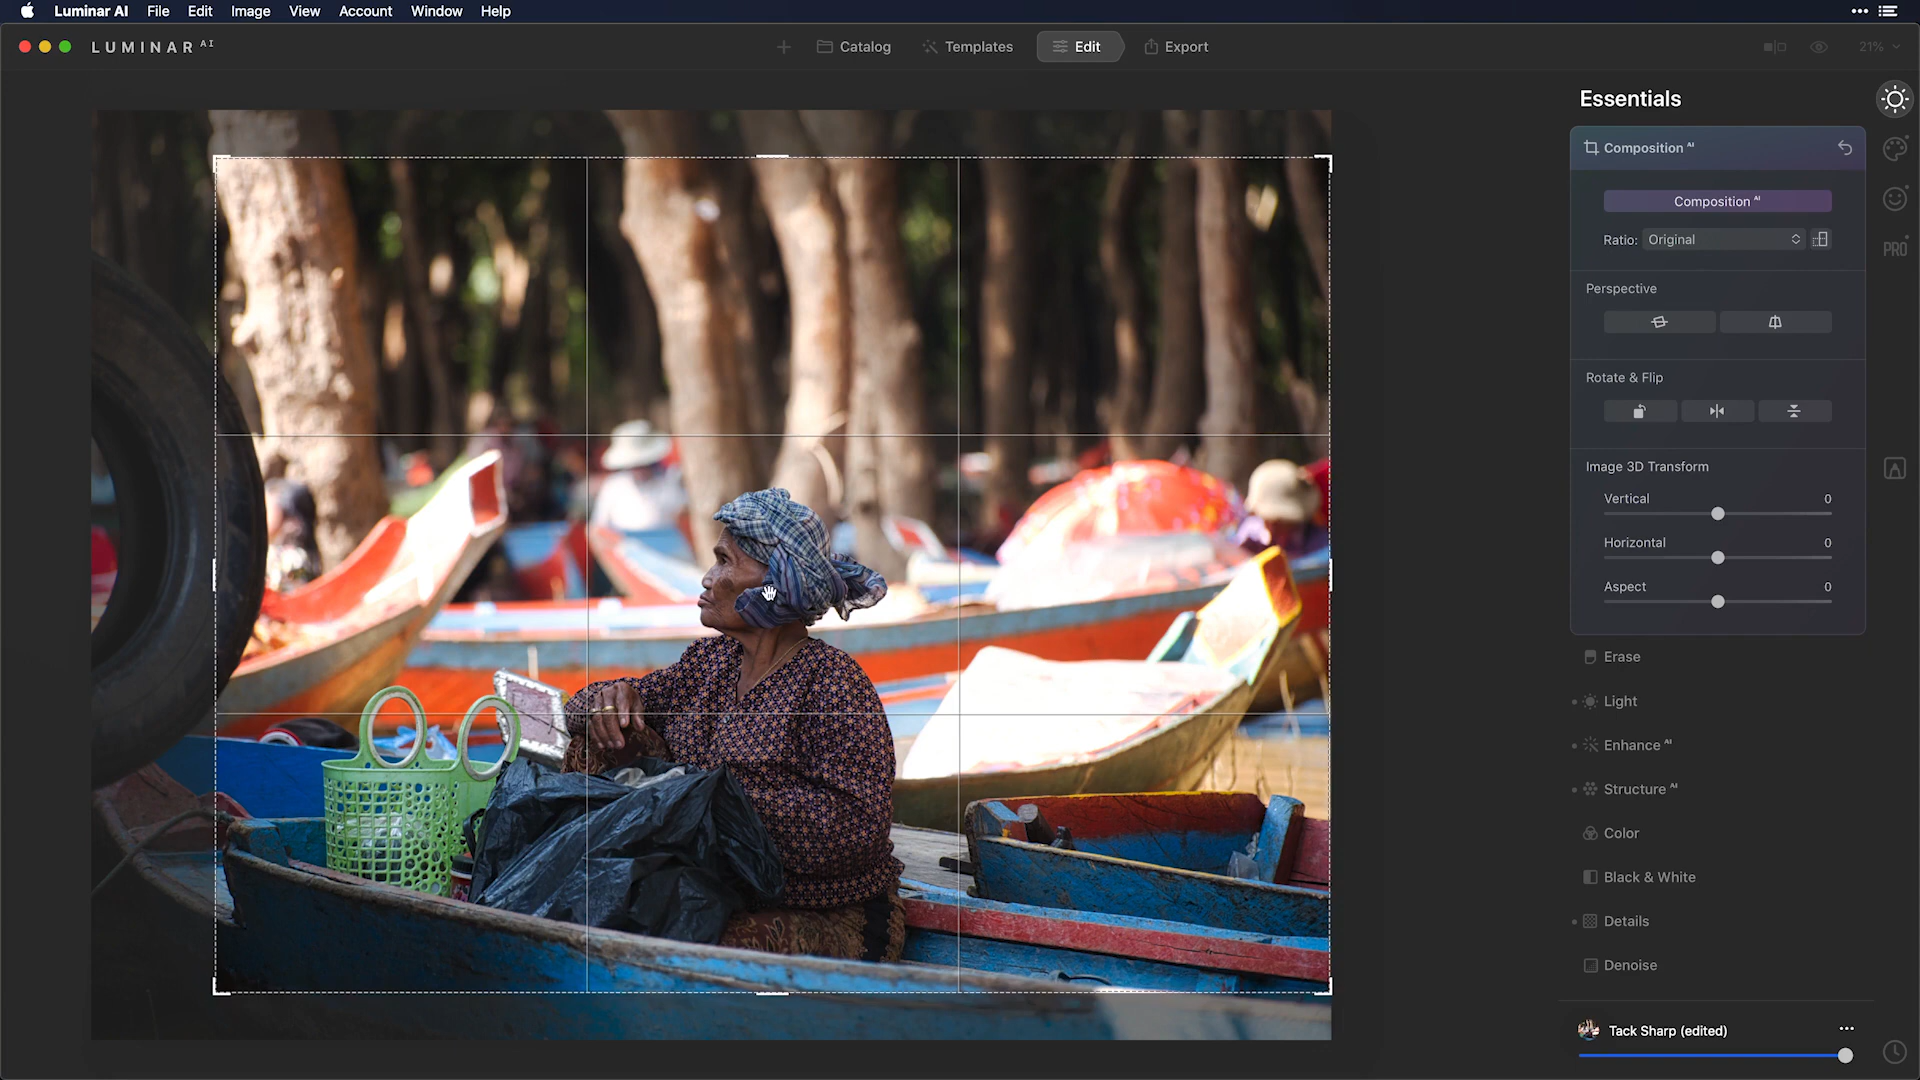 Luminar AI File Edit Image View Account Window Help
LUMINAR AI
Catalog Templates Edit Export
21%
Essentials
Composition AI
Composition AI
Ratio: Original
PRO
Perspective
Rotate & Flip
Image 3D Transform
Vertical 0
Horizontal 0
Aspect 0
Erase
Light
Enhance AI
Structure AI
Color
Black & White
Details
Denoise
Tack Sharp (edited)